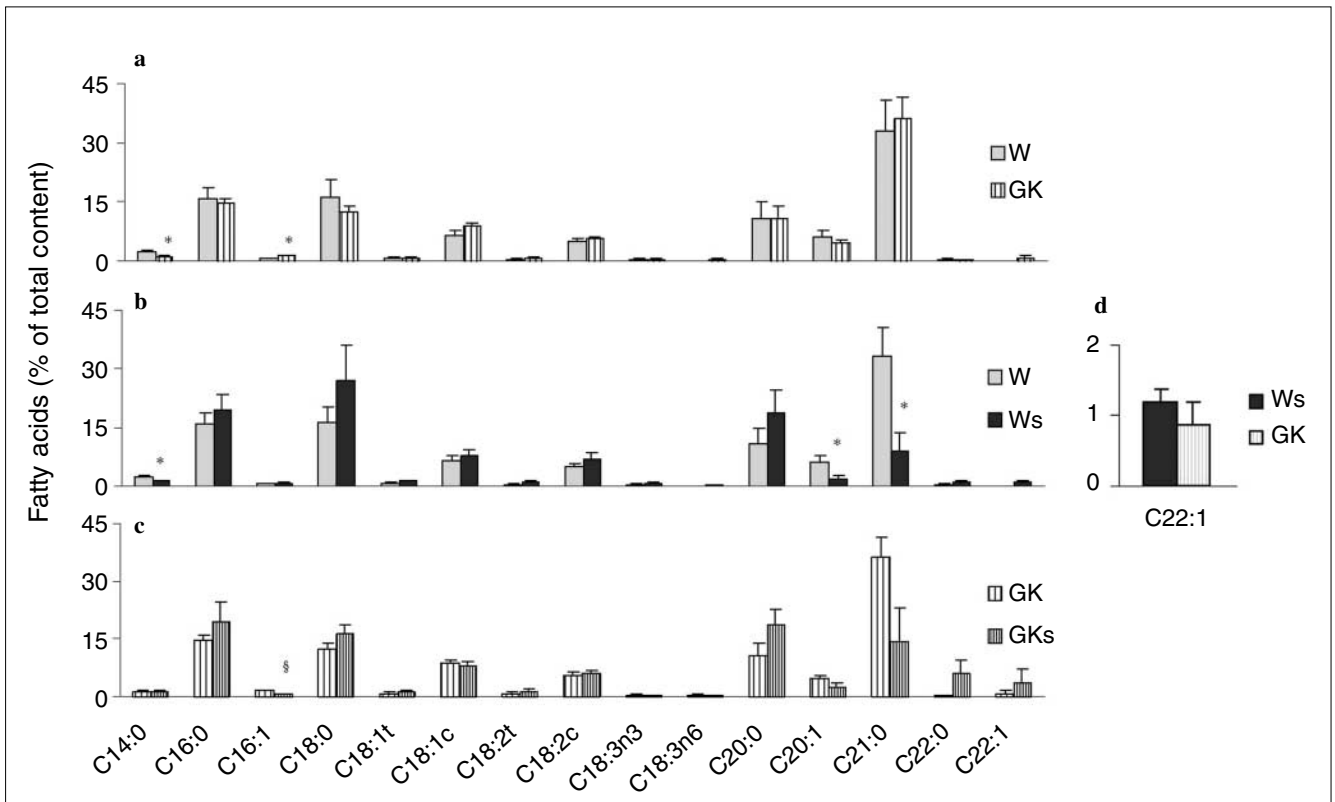 Fatty acids (% of total content)
a
45
30
15
0
*
*
W
GK
b
45
30
15
0
*
*
*
W
Ws
c
45
30
15
0
§
GK
GKs
C14:0
C16:0
C16:1
C18:0
C18:1t
C18:1c
C18:2t
C18:2c
C18:3n3
C18:3n6
C20:0
C20:1
C21:0
C22:0
C22:1
d
2
1
0
Ws
GK
C22:1